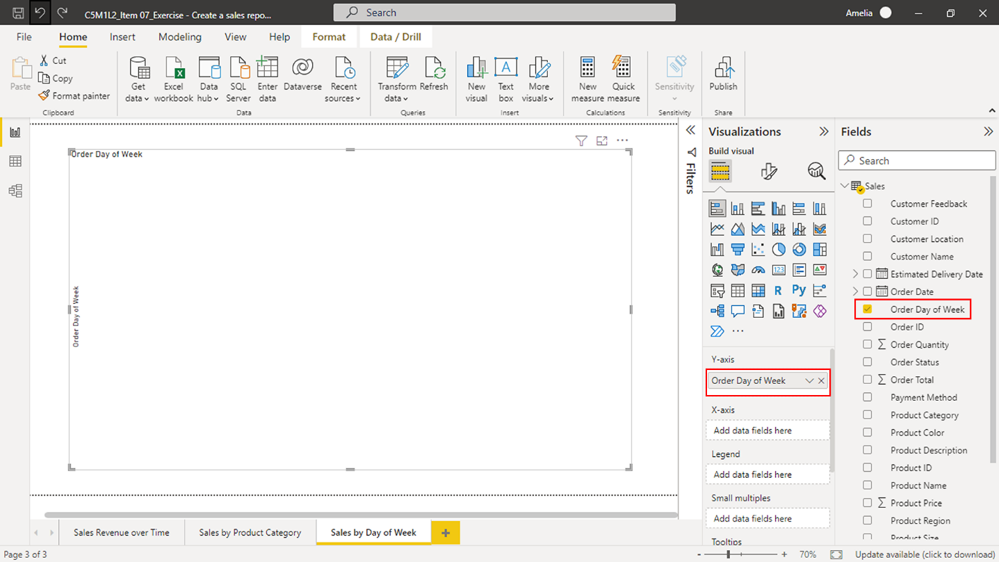 C5M1L2_Item 07_Exercise - Create a sales repo...
Search
Amelia
File
Home
Insert
Modeling
View
Help
Format
Data / Drill
Paste
Cut
Copy
Format painter
Clipboard
Get data
Excel workbook
Data hub
SQL Server
Enter data
Dataverse
Recent sources
Data
Transform data
Refresh
Queries
New visual
Text box
More visuals
Insert
New measure
Quick measure
Calculations
Sensitivity
Sensitivity
Publish
Share
Order Day of Week
Order Day of Week
Filters
Visualizations
Build visual
123
R
Py
Y-axis
Order Day of Week
X-axis
Add data fields here
Legend
Add data fields here
Small multiples
Add data fields here
Tooltips
Fields
Search
Sales
Customer Feedback
Customer ID
Customer Location
Customer Name
Estimated Delivery Date
Order Date
Order Day of Week
Order ID
Order Quantity
Order Status
Order Total
Payment Method
Product Category
Product Color
Product Description
Product ID
Product Name
Product Price
Product Region
Product Size
Sales Revenue over Time
Sales by Product Category
Sales by Day of Week
Page 3 of 3
- + 70%
Update available (click to download)